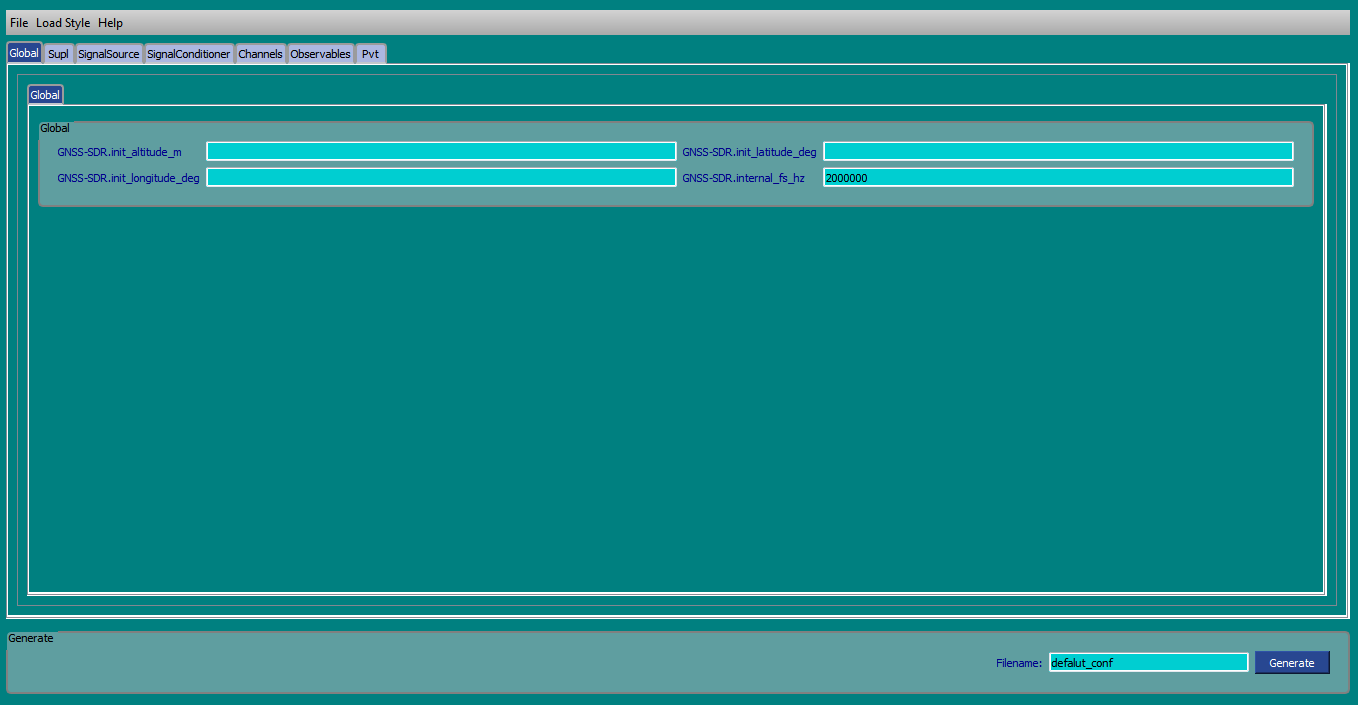 File Load Style Help
Global Supl SignalSource SignalConditioner Channels Observables Pvt
Global
Global
GNSS-SDR.init_altitude_m GNSS-SDR.init_latitude_deg
GNSS-SDR.init_longitude_deg GNSS-SDR.internal_fs_hz 2000000
Generate
Filename: defalut_conf Generate